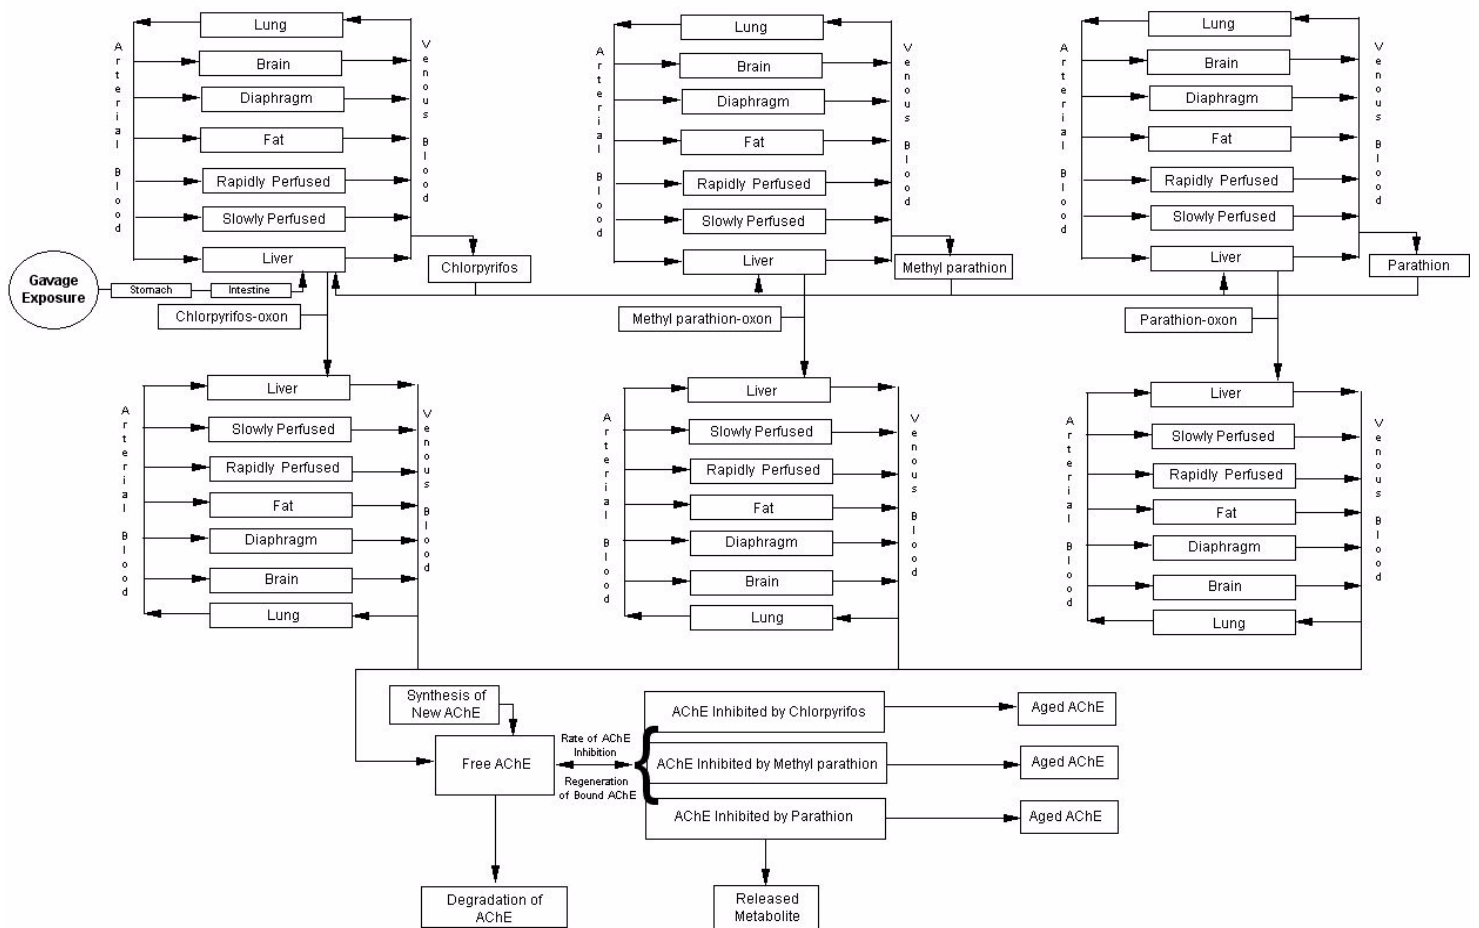 Lung
Brain
Diaphragm
Fat
Rapidly Perfused
Slowly Perfused
Liver
Arterial Blood
Venous Blood
Chlorpyrifos
Lung
Brain
Diaphragm
Fat
Rapidly Perfused
Slowly Perfused
Liver
Arterial Blood
Venous Blood
Methyl parathion
Lung
Brain
Diaphragm
Fat
Rapidly Perfused
Slowly Perfused
Liver
Arterial Blood
Venous Blood
Parathion
Gavage
Exposure
Stomach
Intestine
Chlorpyrifos-oxon
Methyl parathion-oxon
Parathion-oxon
Liver
Slowly Perfused
Rapidly Perfused
Fat
Diaphragm
Brain
Lung
Arterial Blood
Venous Blood
Liver
Slowly Perfused
Rapidly Perfused
Fat
Diaphragm
Brain
Lung
Arterial Blood
Venous Blood
Liver
Slowly Perfused
Rapidly Perfused
Fat
Diaphragm
Brain
Lung
Arterial Blood
Venous Blood
Synthesis of
New AChE
Free AChE
Rate of AChE
Inhibition
Regeneration
of Bound AChE
AChE Inhibited by Chlorpyrifos
Aged AChE
AChE Inhibited by Methyl parathion
Aged AChE
AChE Inhibited by Parathion
Aged AChE
Degradation of
AChE
Released
Metabolite